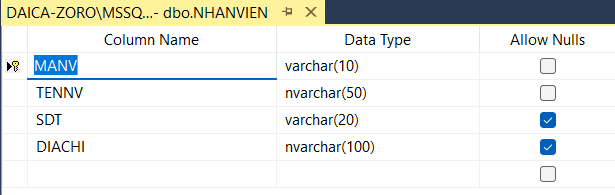 DAICA-ZORO\MSSQ...- dbo.NHANVIEN
Column Name Data Type Allow Nulls
MANV varchar(10)
TENNV nvarchar(50)
SDT varchar(20)
DIACHI nvarchar(100)